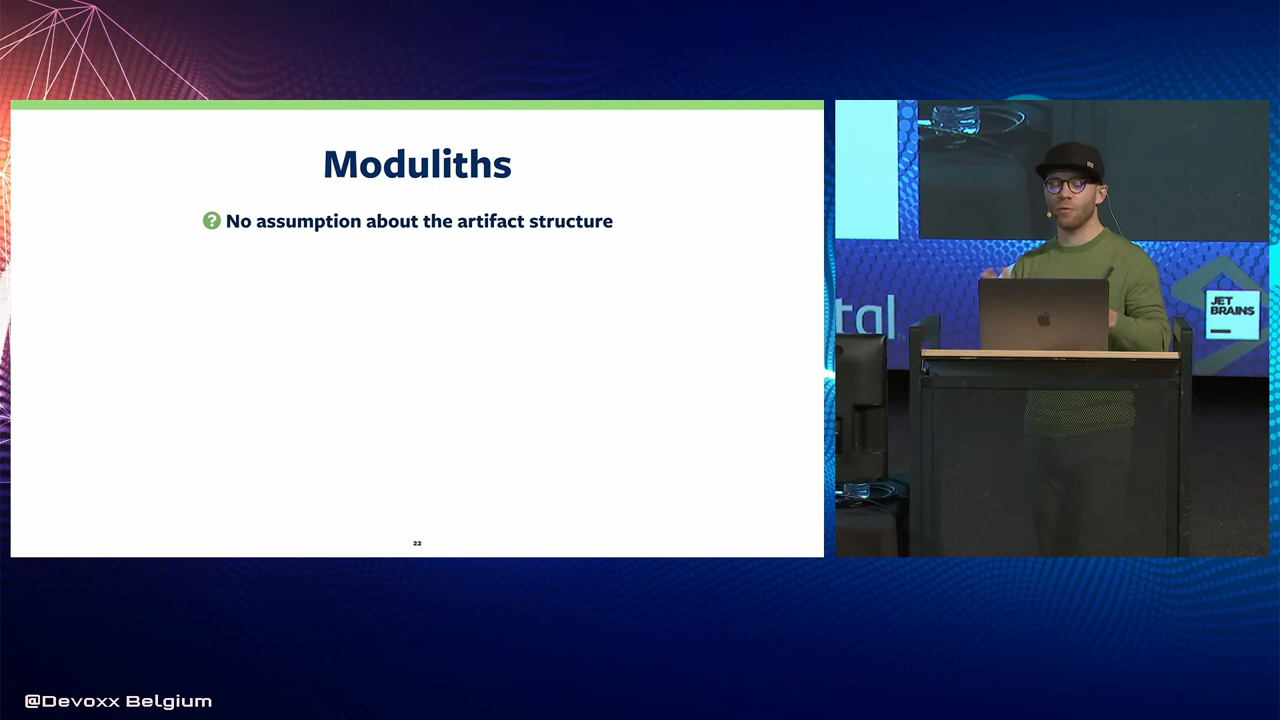 Moduliths
No assumption about the artifact structure
22
tal
JET
BRAINS
@Devoxx Belgium